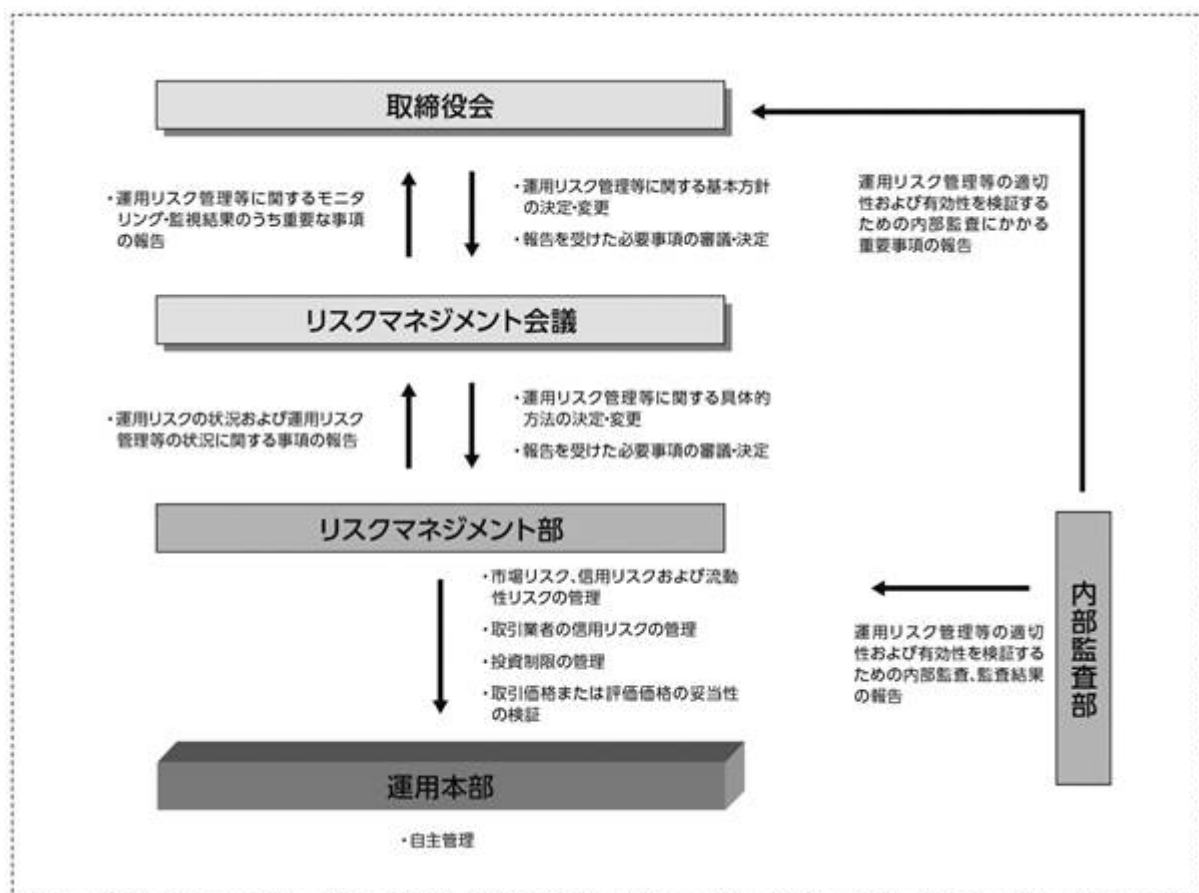 取締役会
・運用リスク管理等に関するモニタ
リング・監視結果のうち重要な事項
の報告
・運用リスク管理等に関する基本方針
の決定・変更
・報告を受けた必要事項の審議・決定
運用リスク管理等の適切
性および有効性を検証する
ための内部監査にかかる
重要事項の報告
リスクマネジメント会議
・運用リスクの状況および運用リスク
管理等の状況に関する事項の報告
・運用リスク管理等に関する具体的
方法の決定・変更
・報告を受けた必要事項の審議・決定
リスクマネジメント部
・市場リスク、信用リスクおよび流動
性リスクの管理
・取引業者の信用リスクの管理
・投資制限の管理
・取引価格または評価価格の妥当性
の検証
運用リスク管理等の適切
性および有効性を検証する
ための内部監査、監査結果
の報告
内部監査部
運用本部
・自主管理